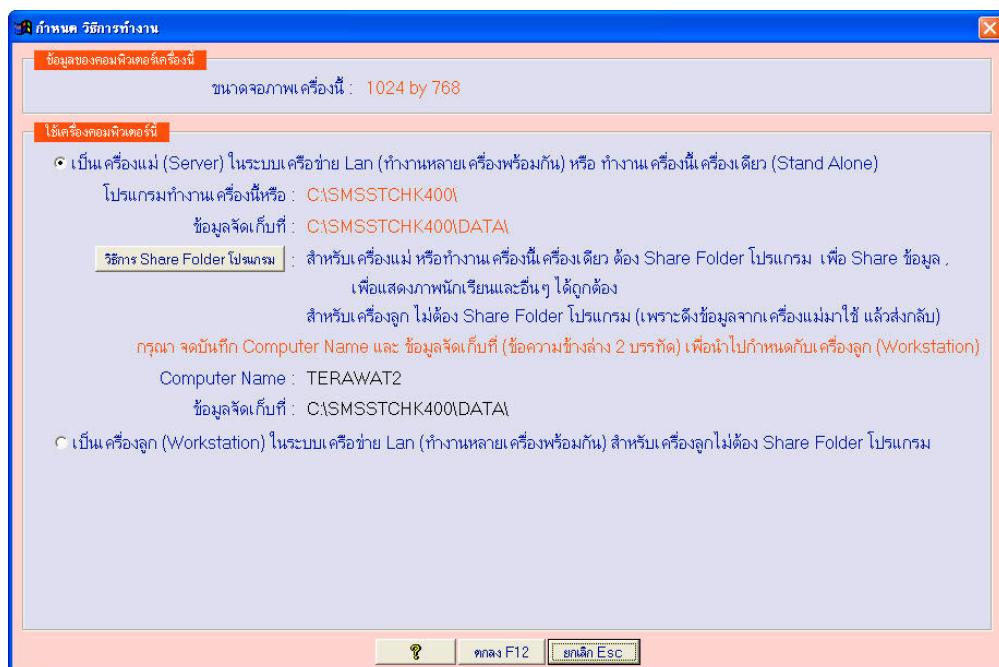 กำหนด วิธีการทำงาน
ข้อมูลของคอมพิวเตอร์เครื่องนี้
ขนาดจอภาพเครื่องนี้ : 1024 by 768
ใช้เครื่องคอมพิวเตอร์นี้
เป็นเครื่องแม่ (Server) ในระบบเครือข่าย Lan (ทำงานหลายเครื่องพร้อมกัน) หรือ ทำงานเครื่องนี้เครื่องเดียว (Stand Alone)
โปรแกรมทำงานเครื่องนี้หรือ : C:\SMSSTCHK400\
ข้อมูลจัดเก็บที่ : C:\SMSSTCHK400\DATA\
วิธีการ Share Folder โปรแกรม : สำหรับเครื่องแม่ หรือทำงานเครื่องนี้เครื่องเดียว ต้อง Share Folder โปรแกรม เพื่อ Share ข้อมูล ,
เพื่อแสดงภาพนักเรียนและอื่นๆ ได้ถูกต้อง
สำหรับเครื่องลูก ไม่ต้อง Share Folder โปรแกรม (เพราะดึงข้อมูลจากเครื่องแม่มาใช้ แล้วส่งกลับ)
กรุณา จดบันทึก Computer Name และ ข้อมูลจัดเก็บที่ (ข้อความข้างล่าง 2 บรรทัด) เพื่อนำไปกำหนดกับเครื่องลูก (Workstation)
Computer Name : TERAWAT2
ข้อมูลจัดเก็บที่ : C:\SMSSTCHK400\DATA\
เป็นเครื่องลูก (Workstation) ในระบบเครือข่าย Lan (ทำงานหลายเครื่องพร้อมกัน) สำหรับเครื่องลูกไม่ต้อง Share Folder โปรแกรม
? ตกลง F12 ยกเลิก Esc